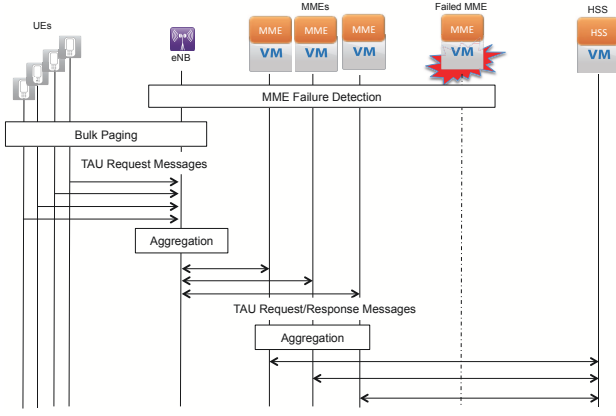 UEs
eNB
MMEs
Failed MME
HSS
MME
VM
MME
VM
MME
VM
MME
VM
HSS
VM
MME Failure Detection
Bulk Paging
TAU Request Messages
Aggregation
TAU Request/Response Messages
Aggregation